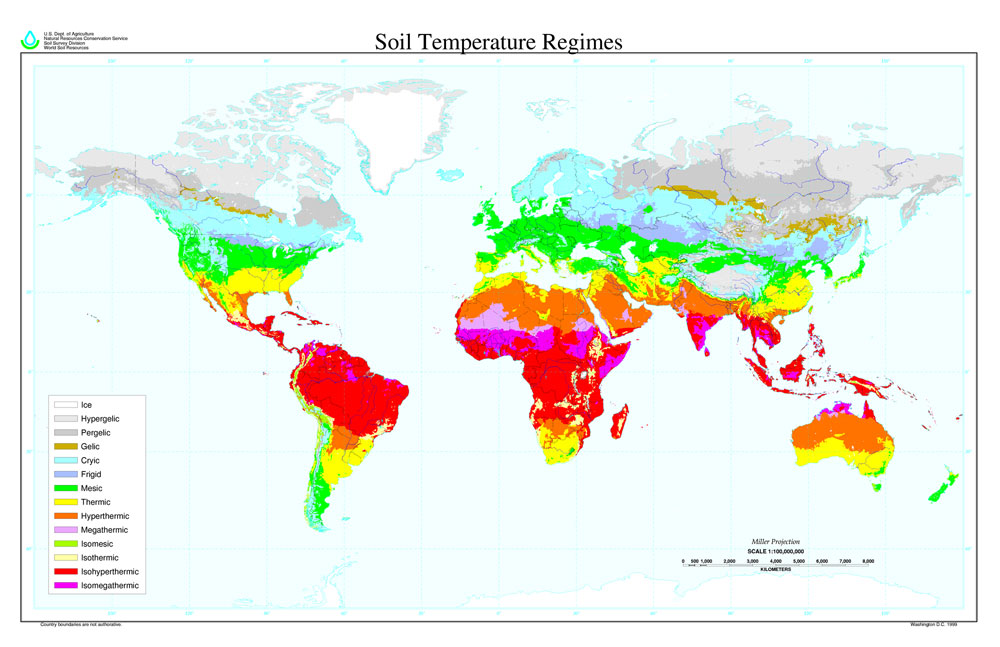 U.S. Dept. of Agriculture
Natural Resources Conservation Service
Soil Survey Division
World Soil Resources
Soil Temperature Regimes
Ice
Hypergelic
Pergelic
Gelic
Cryic
Frigid
Mesic
Thermic
Hyperthermic
Megathermic
Isomesic
Isothermic
Isohyperthermic
Isomegathermic
Miller Projection
SCALE 1:100,000,000
0 500 1,000 2,000 3,000 4,000 5,000 6,000 7,000 8,000
KILOMETERS
Country boundaries are not authoritative.
Washington D.C. 1999